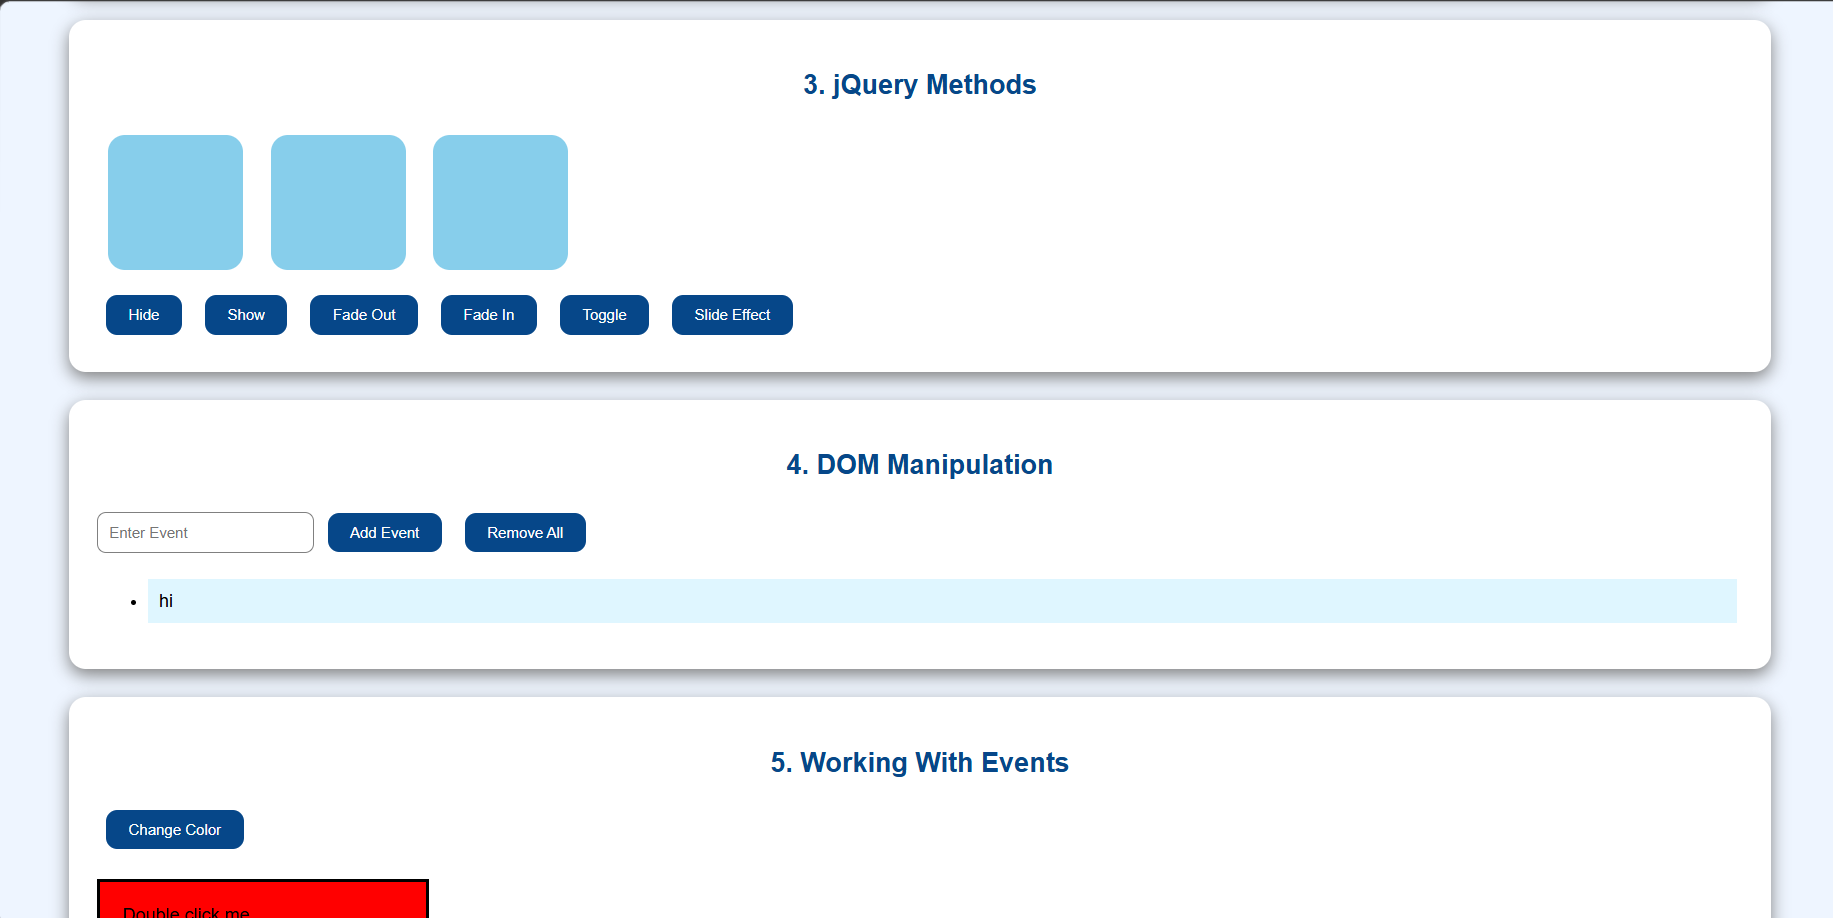 3. jQuery Methods
Hide Show Fade Out Fade In Toggle Slide Effect
4. DOM Manipulation
Enter Event Add Event Remove All
• hi
5. Working With Events
Change Color
Double click me